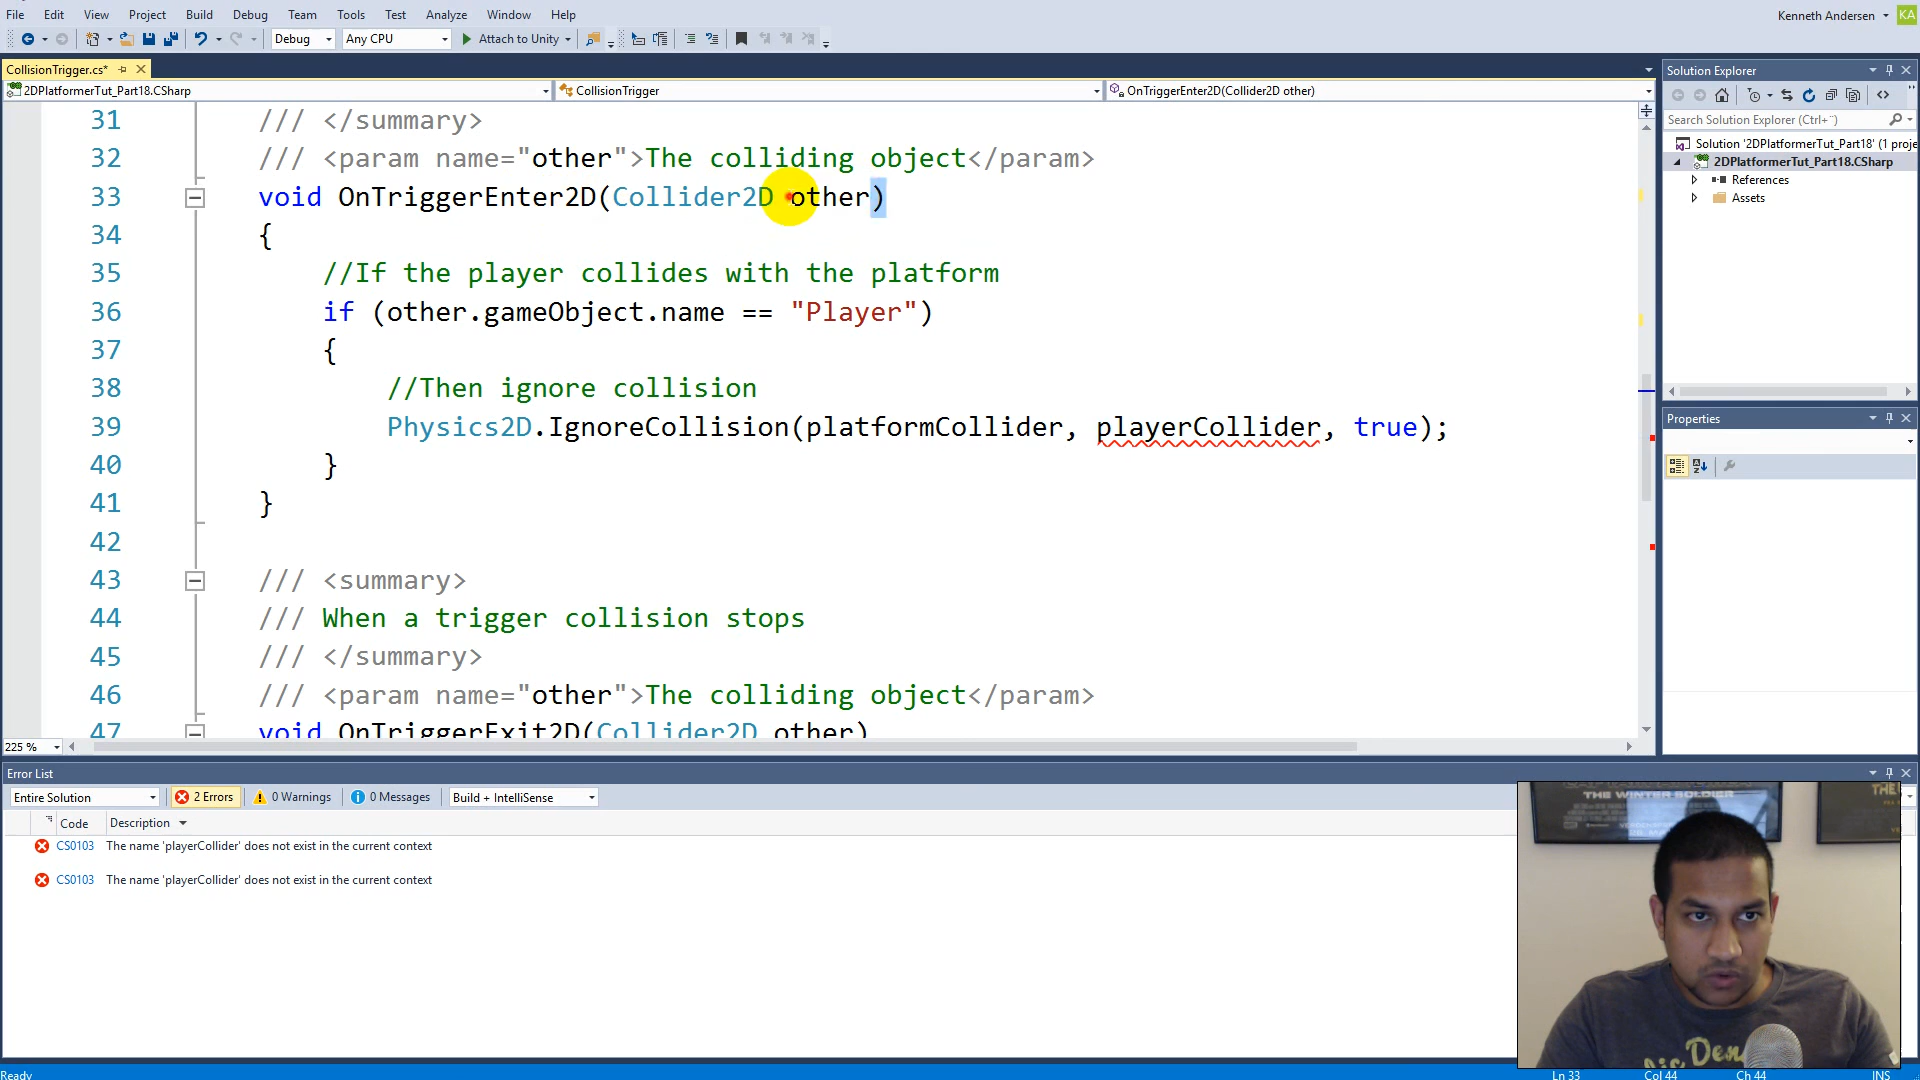 File Edit View Project Build Debug Team Tools Test Analyze Window Help
Kenneth Andersen KA
Debug Any CPU Attach to Unity
CollisionTrigger.cs*
2DPlatformerTut_Part18.CSharp CollisionTrigger OnTriggerEnter2D(Collider2D other)
31 /// </summary>
32 /// <param name="other">The colliding object</param>
33 void OnTriggerEnter2D(Collider2D other)
34 {
35 //If the player collides with the platform
36 if (other.gameObject.name == "Player")
37 {
38 //Then ignore collision
39 Physics2D.IgnoreCollision(platformCollider, playerCollider, true);
40 }
41 }
42
43 /// <summary>
44 /// When a trigger collision stops
45 /// </summary>
46 /// <param name="other">The colliding object</param>
47 void OnTriggerExit2D(Collider2D other)
225 %
Solution Explorer
Search Solution Explorer (Ctrl+¨)
Solution '2DPlatformerTut_Part18' (1 proje
2DPlatformerTut_Part18.CSharp
References
Assets
Properties
Error List
Entire Solution 2 Errors 0 Warnings 0 Messages Build + IntelliSense
Code Description
CS0103 The name 'playerCollider' does not exist in the current context
CS0103 The name 'playerCollider' does not exist in the current context
THE WINTER SOLDIER
THE
Ready Ln 33 Col 44 Ch 44 INS